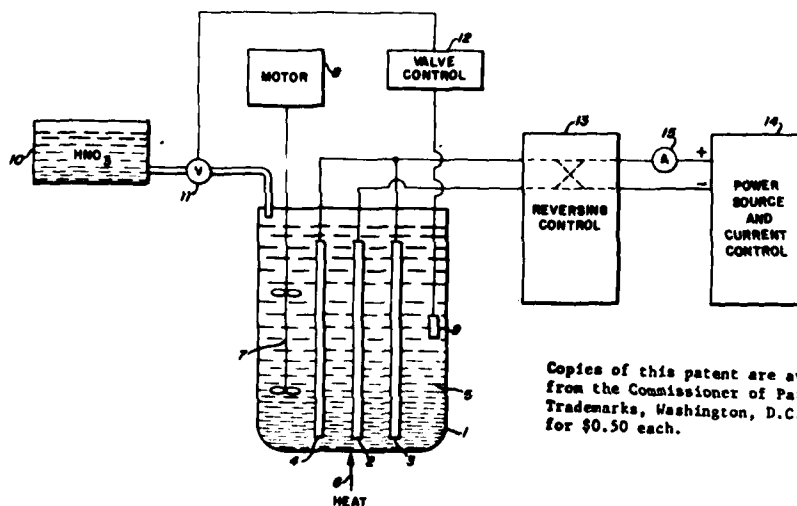 12
MOTOR
8
VALVE
CONTROL
13
14
15
10
HNO3
V
11
A
+
-
REVERSING
CONTROL
POWER
SOURCE
AND
CURRENT
CONTROL
9
7
5
1
4
2
3
6
HEAT
Copies of this patent are
from the Commissioner of
Trademarks, Washington, D.C.
for $0.50 each.